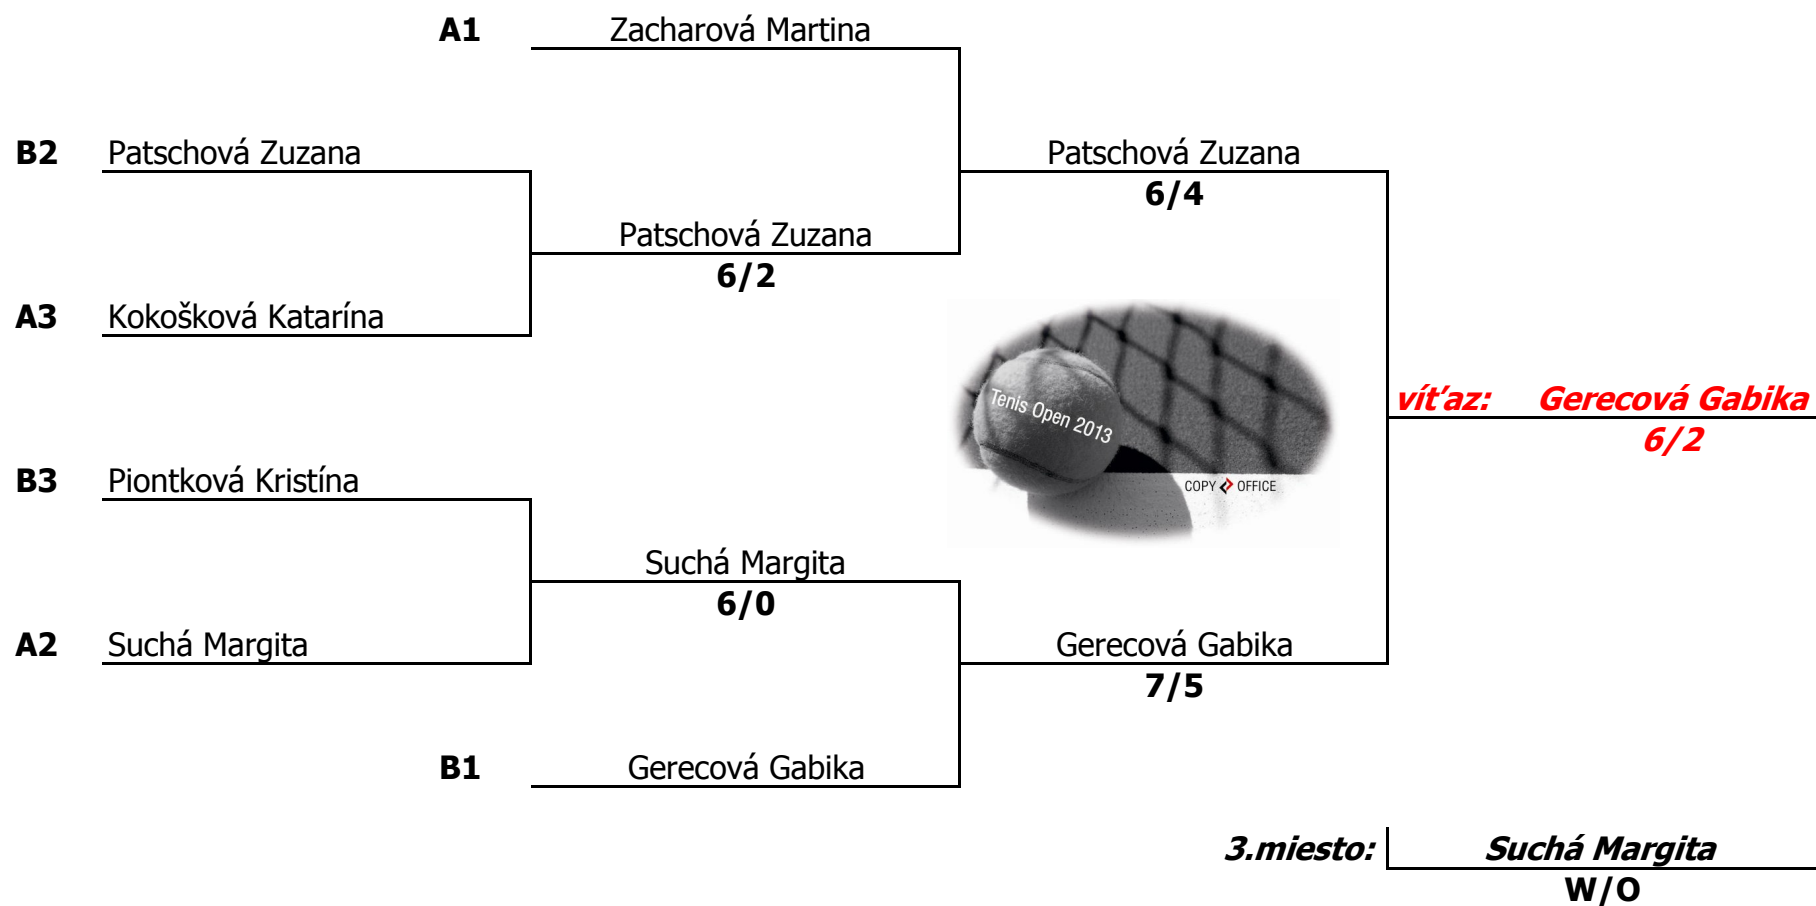 A1 Zacharová Martina
B2 Patschová Zuzana Patschová Zuzana
6/4
Patschová Zuzana
6/2
A3 Kokošková Katarína
Tenis Open 2013
víťaz: Gerecová Gabika
6/2
B3 Piontková Kristína
COPY OFFICE
Suchá Margita
6/0
A2 Suchá Margita Gerecová Gabika
7/5
B1 Gerecová Gabika
3.miesto: Suchá Margita
W/O